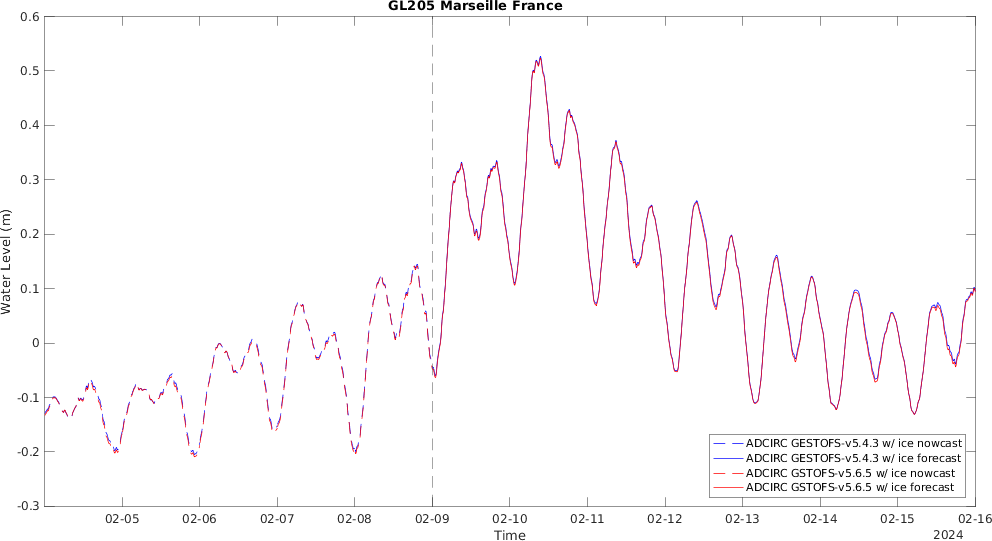 GL205 Marseille France
0.6
0.5
0.4
0.3
0.2
0.1
0
-0.1
-0.2
-0.3
Water Level (m)
02-05 02-06 02-07 02-08 02-09 02-10 02-11 02-12 02-13 02-14 02-15 02-16
Time
2024
ADCIRC GESTOFS-v5.4.3 w/ ice nowcast
ADCIRC GESTOFS-v5.4.3 w/ ice forecast
ADCIRC GSTOFS-v5.6.5 w/ ice nowcast
ADCIRC GSTOFS-v5.6.5 w/ ice forecast